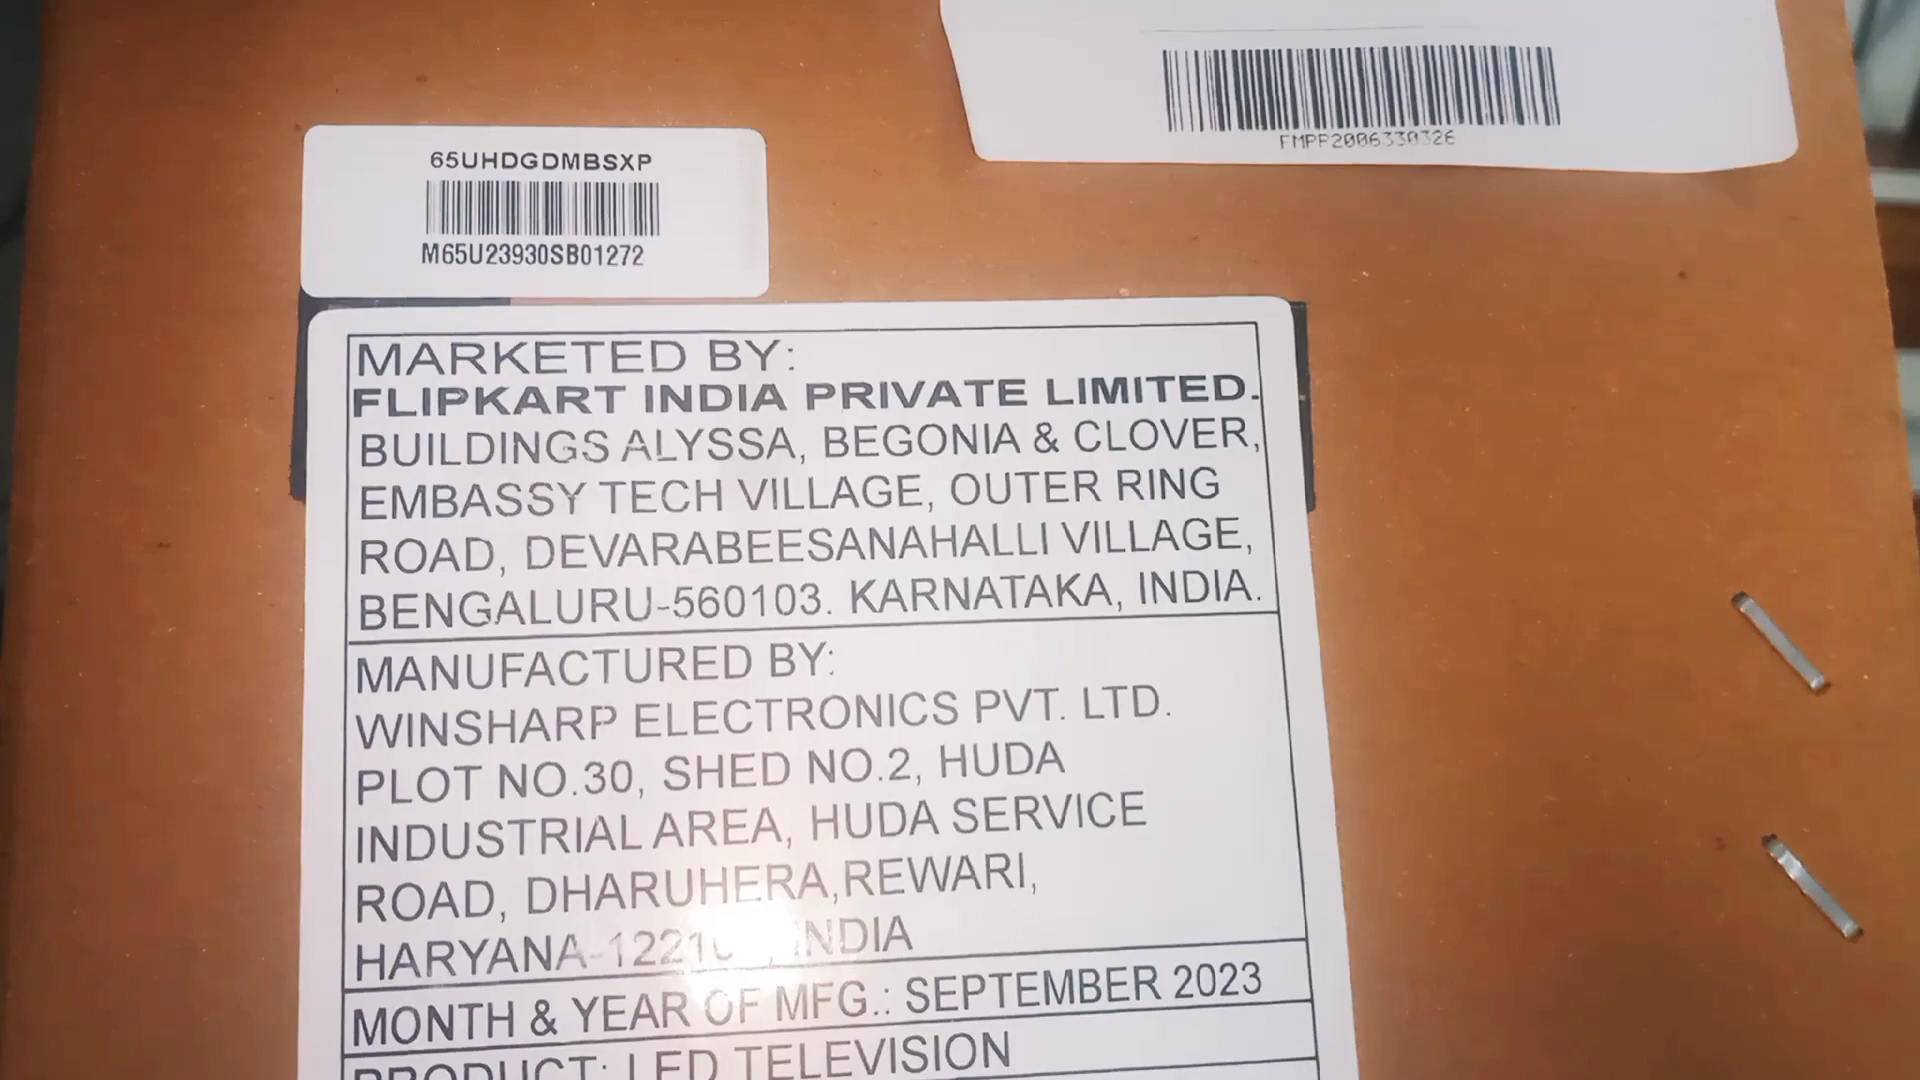 FMPP2006330326
65UHDGDMBSXP
M65U23930SB01272
MARKETED BY:
FLIPKART INDIA PRIVATE LIMITED.
BUILDINGS ALYSSA, BEGONIA & CLOVER,
EMBASSY TECH VILLAGE, OUTER RING
ROAD, DEVARABEESANAHALLI VILLAGE,
BENGALURU-560103. KARNATAKA, INDIA.
MANUFACTURED BY:
WINSHARP ELECTRONICS PVT. LTD.
PLOT NO.30, SHED NO.2, HUDA
INDUSTRIAL AREA, HUDA SERVICE
ROAD, DHARUHERA,REWARI,
HARYANA INDIA
MONTH & YEAR OF MFG.: SEPTEMBER 2023
PRODUCT: LED TELEVISION